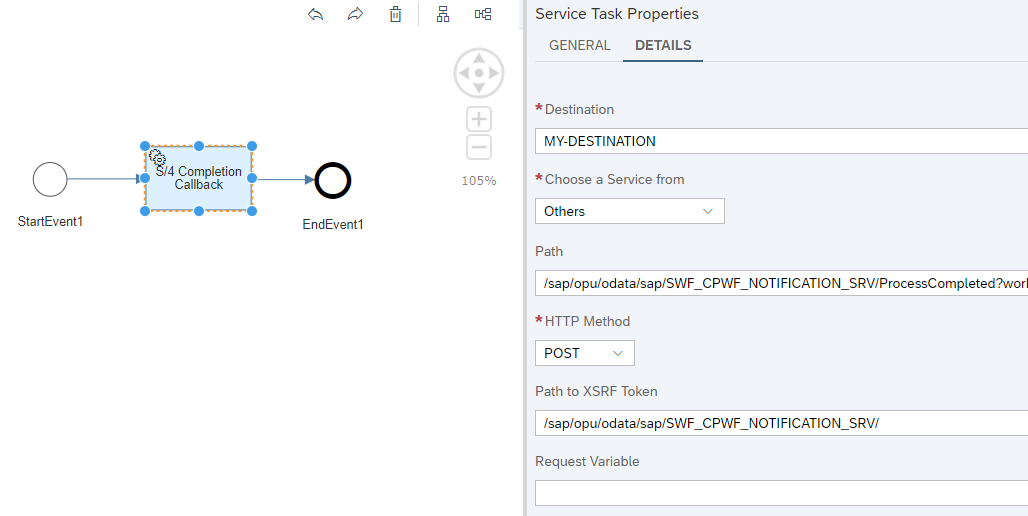 Service Task Properties
GENERAL DETAILS
* Destination
MY-DESTINATION
* Choose a Service from
Others
Path
/sap/opu/odata/sap/SWF_CPWF_NOTIFICATION_SRV/ProcessCompleted?worl
* HTTP Method
POST
Path to XSRF Token
/sap/opu/odata/sap/SWF_CPWF_NOTIFICATION_SRV/
Request Variable
105%
S/4 Completion
Callback
StartEvent1
EndEvent1